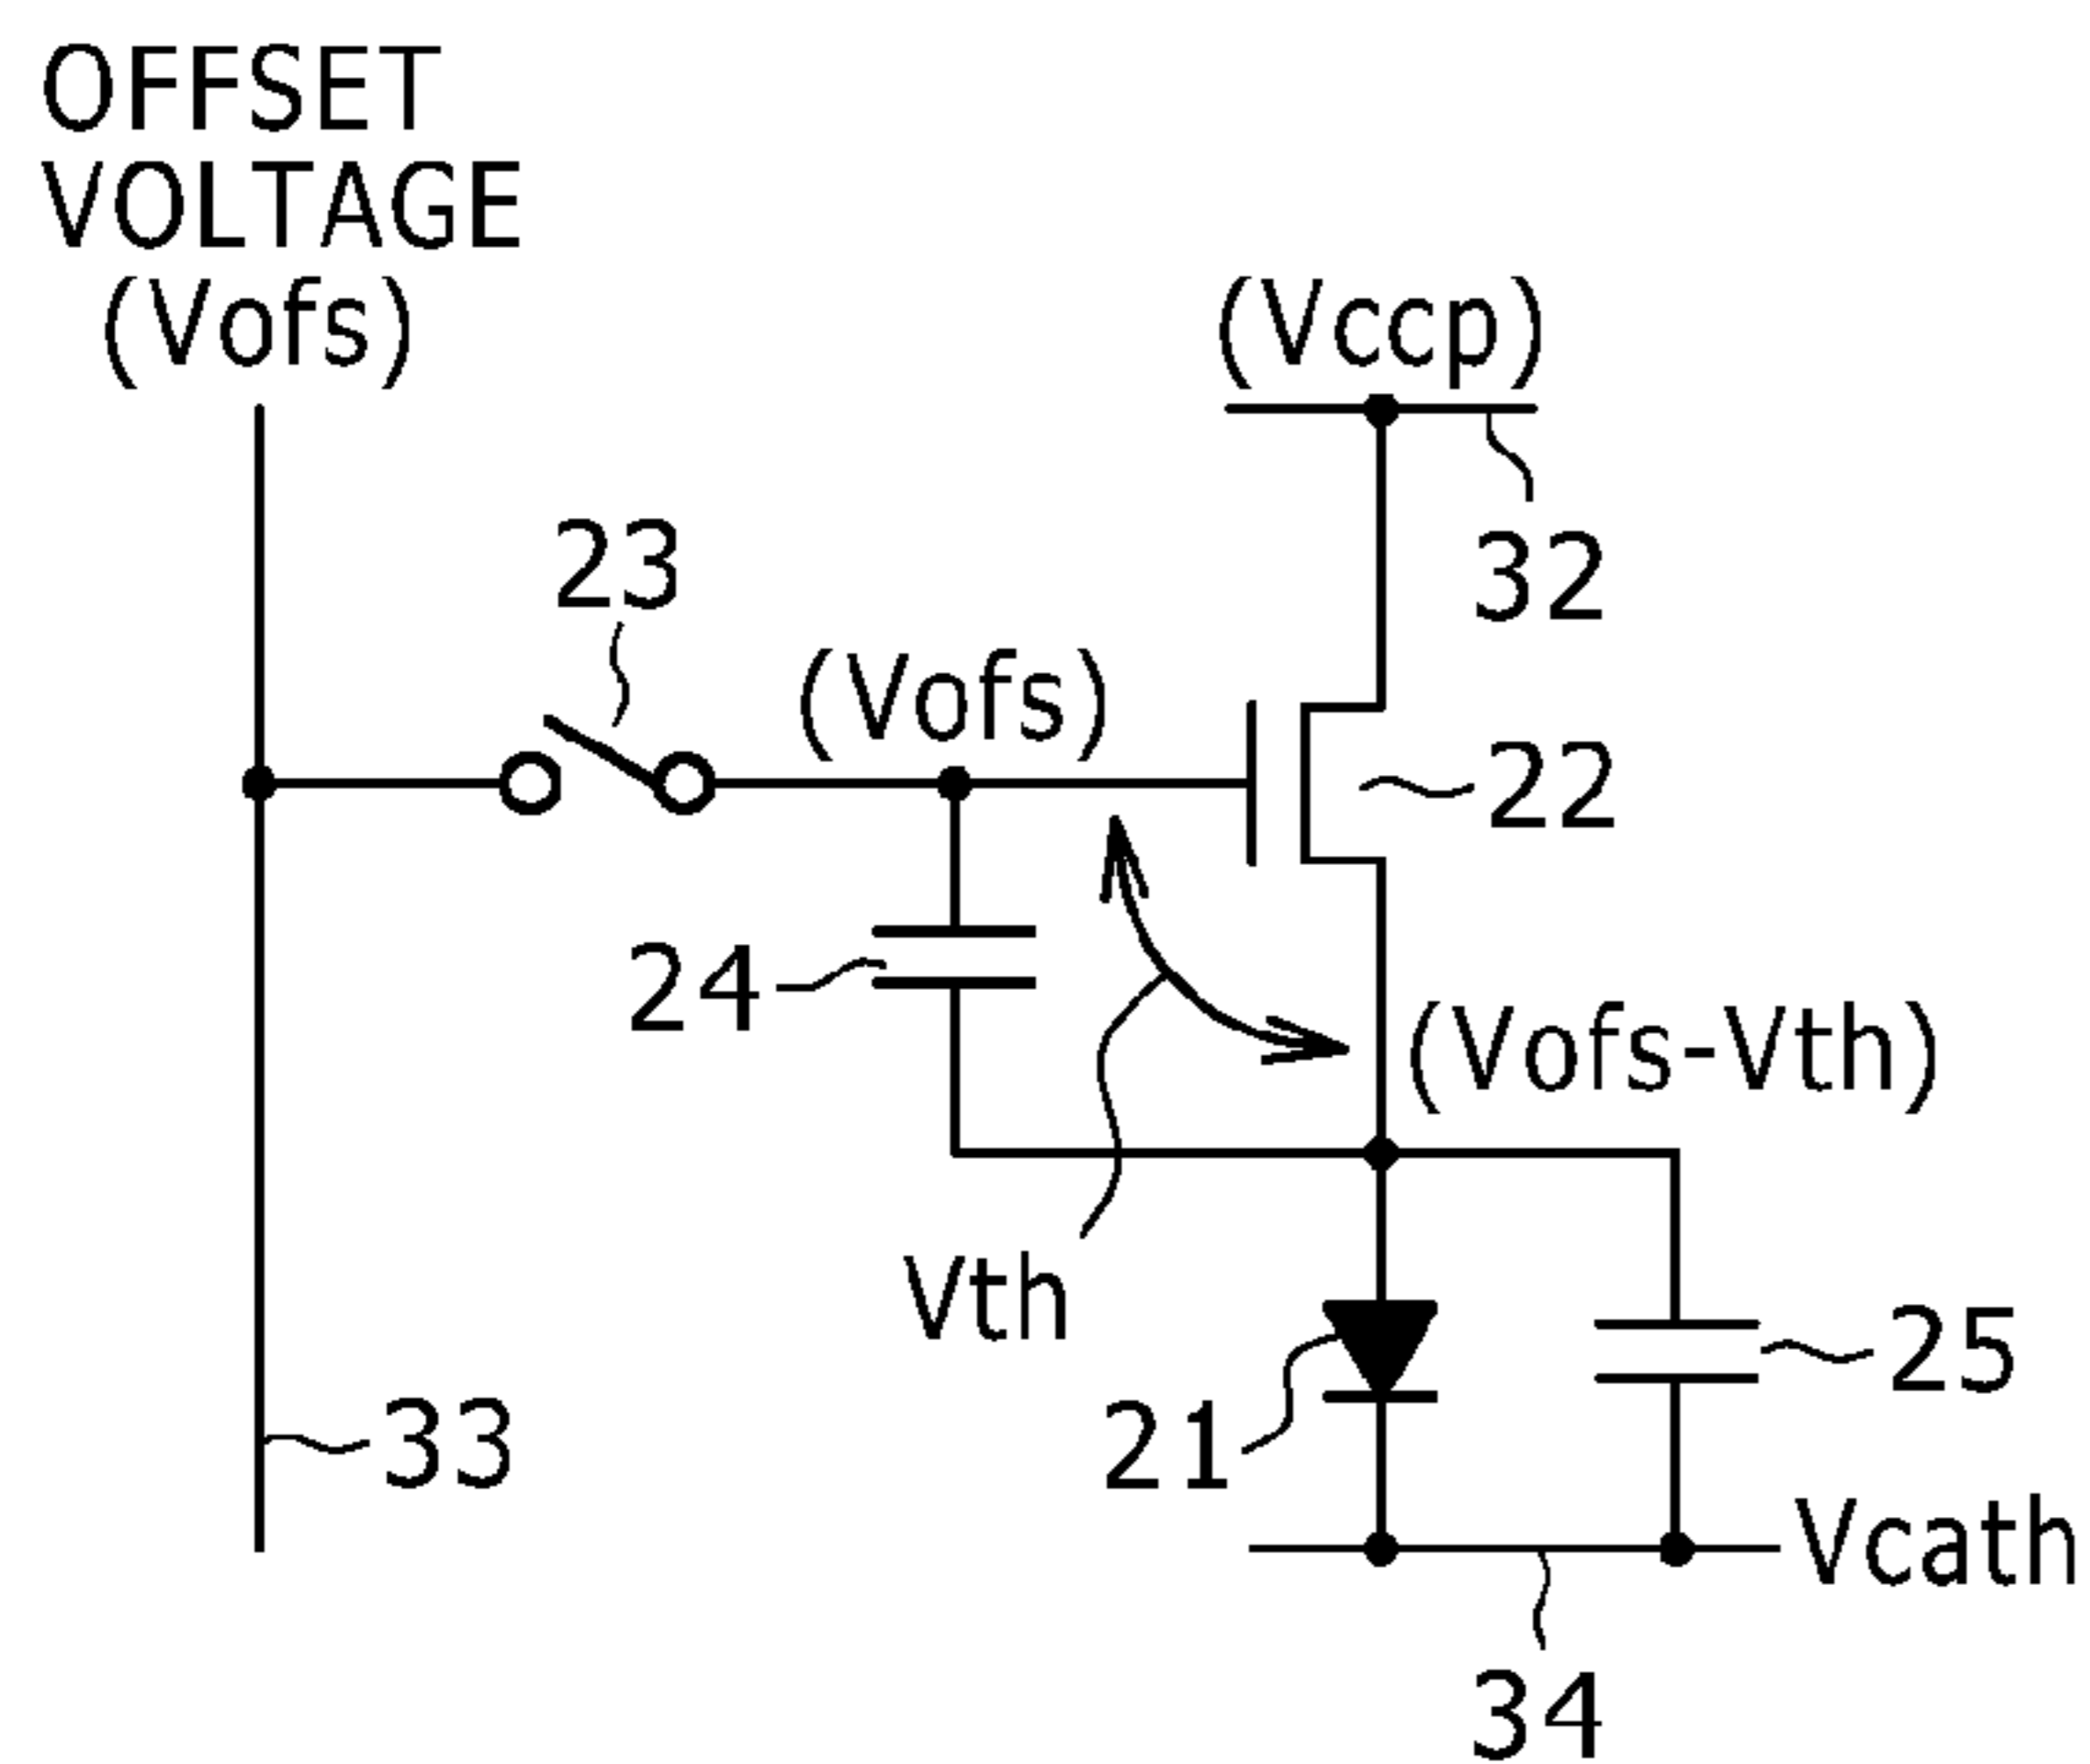 OFFSET
VOLTAGE
(Vofs)
(Vccp)
32
23
(Vofs)
22
24
(Vofs-Vth)
Vth
25
21
33
Vcath
34